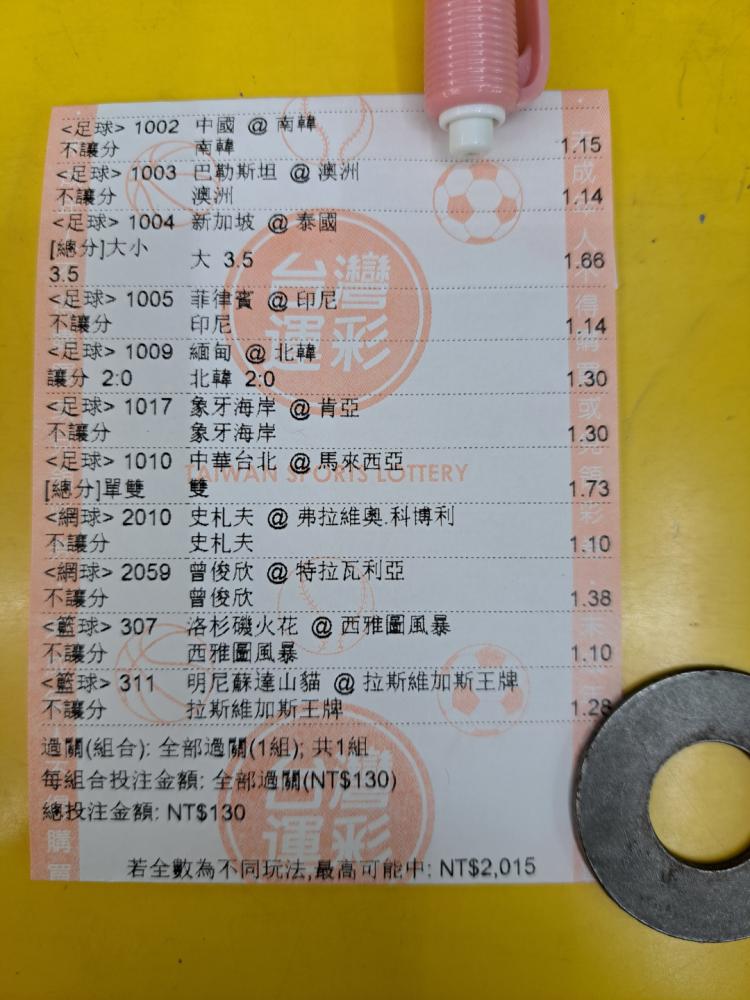 <足球> 1002 中國 @ 南韓
不讓分 南韓 1.15
<足球> 1003 巴勒斯坦 @ 澳洲
不讓分 澳洲 1.14
<足球> 1004 新加坡 @ 泰國
[總分]大小
3.5 大 3.5 1.66
<足球> 1005 菲律賓 @ 印尼
不讓分 印尼 1.14
<足球> 1009 緬甸 @ 北韓
讓分 2:0 北韓 2:0 1.30
<足球> 1017 象牙海岸 @ 肯亞
不讓分 象牙海岸 1.30
<足球> 1010 中華台北 @ 馬來西亞
TAIWAN SPORTS LOTTERY
[總分]單雙 雙 1.73
<網球> 2010 史札夫 @ 弗拉維奧.科博利
不讓分 史札夫 1.10
<網球> 2059 曾俊欣 @ 特拉瓦利亞
不讓分 曾俊欣 1.38
<籃球> 307 洛杉磯火花 @ 西雅圖風暴
不讓分 西雅圖風暴 1.10
<籃球> 311 明尼蘇達山貓 @ 拉斯維加斯王牌
不讓分 拉斯維加斯王牌 1.28
過關(組合): 全部過關(1組); 共1組
每組合投注金額: 全部過關(NT$130)
總投注金額: NT$130
若全數為不同玩法,最高可能中: NT$2,015
台灣
運彩
台灣
運彩